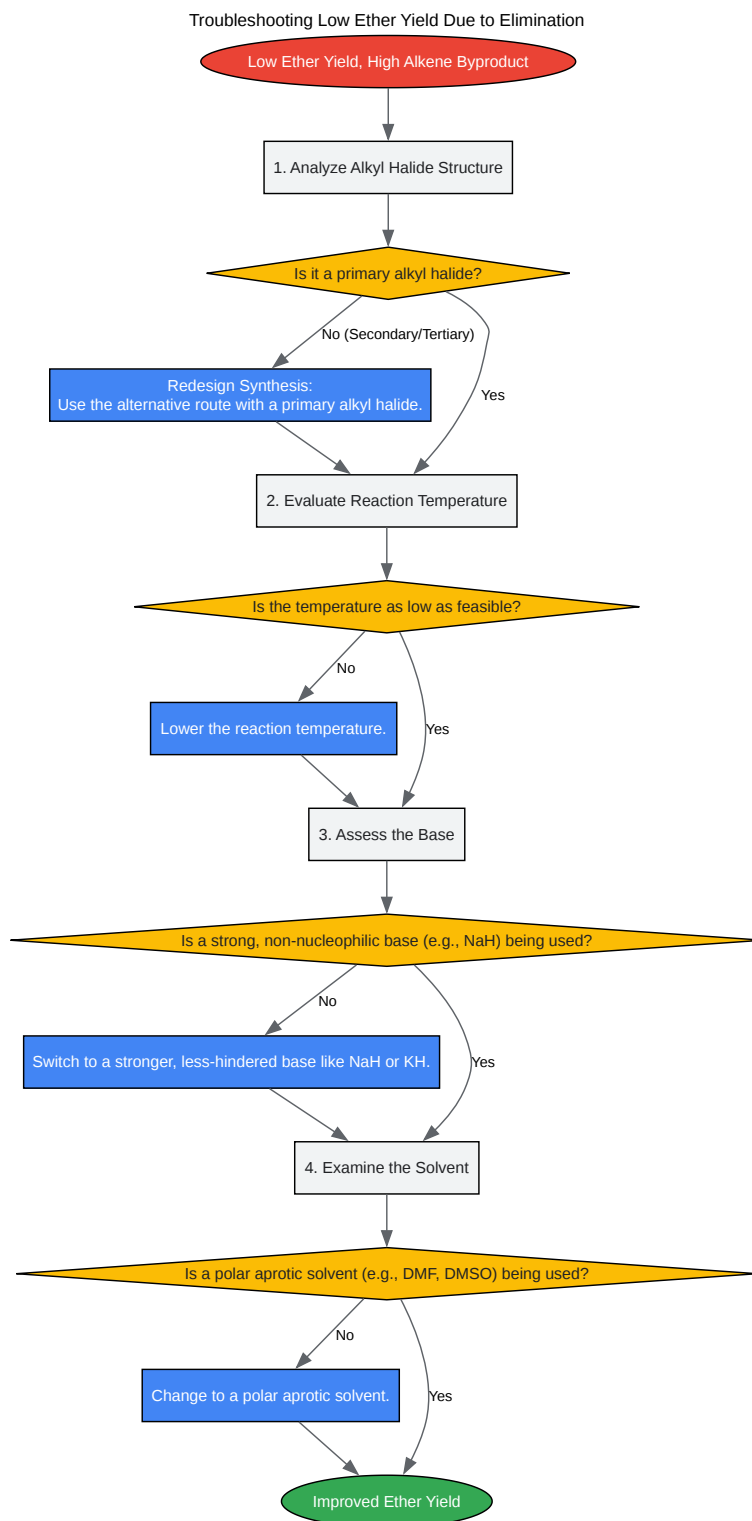 Troubleshooting Low Ether Yield Due to Elimination
Low Ether Yield, High Alkene Byproduct
1. Analyze Alkyl Halide Structure
Is it a primary alkyl halide?
No (Secondary/Tertiary)
Redesign Synthesis:
Use the alternative route with a primary alkyl halide.
Yes
2. Evaluate Reaction Temperature
Is the temperature as low as feasible?
No
Lower the reaction temperature.
Yes
3. Assess the Base
Is a strong, non-nucleophilic base (e.g., NaH) being used?
No
Switch to a stronger, less-hindered base like NaH or KH.
Yes
4. Examine the Solvent
Is a polar aprotic solvent (e.g., DMF, DMSO) being used?
No
Change to a polar aprotic solvent.
Yes
Improved Ether Yield